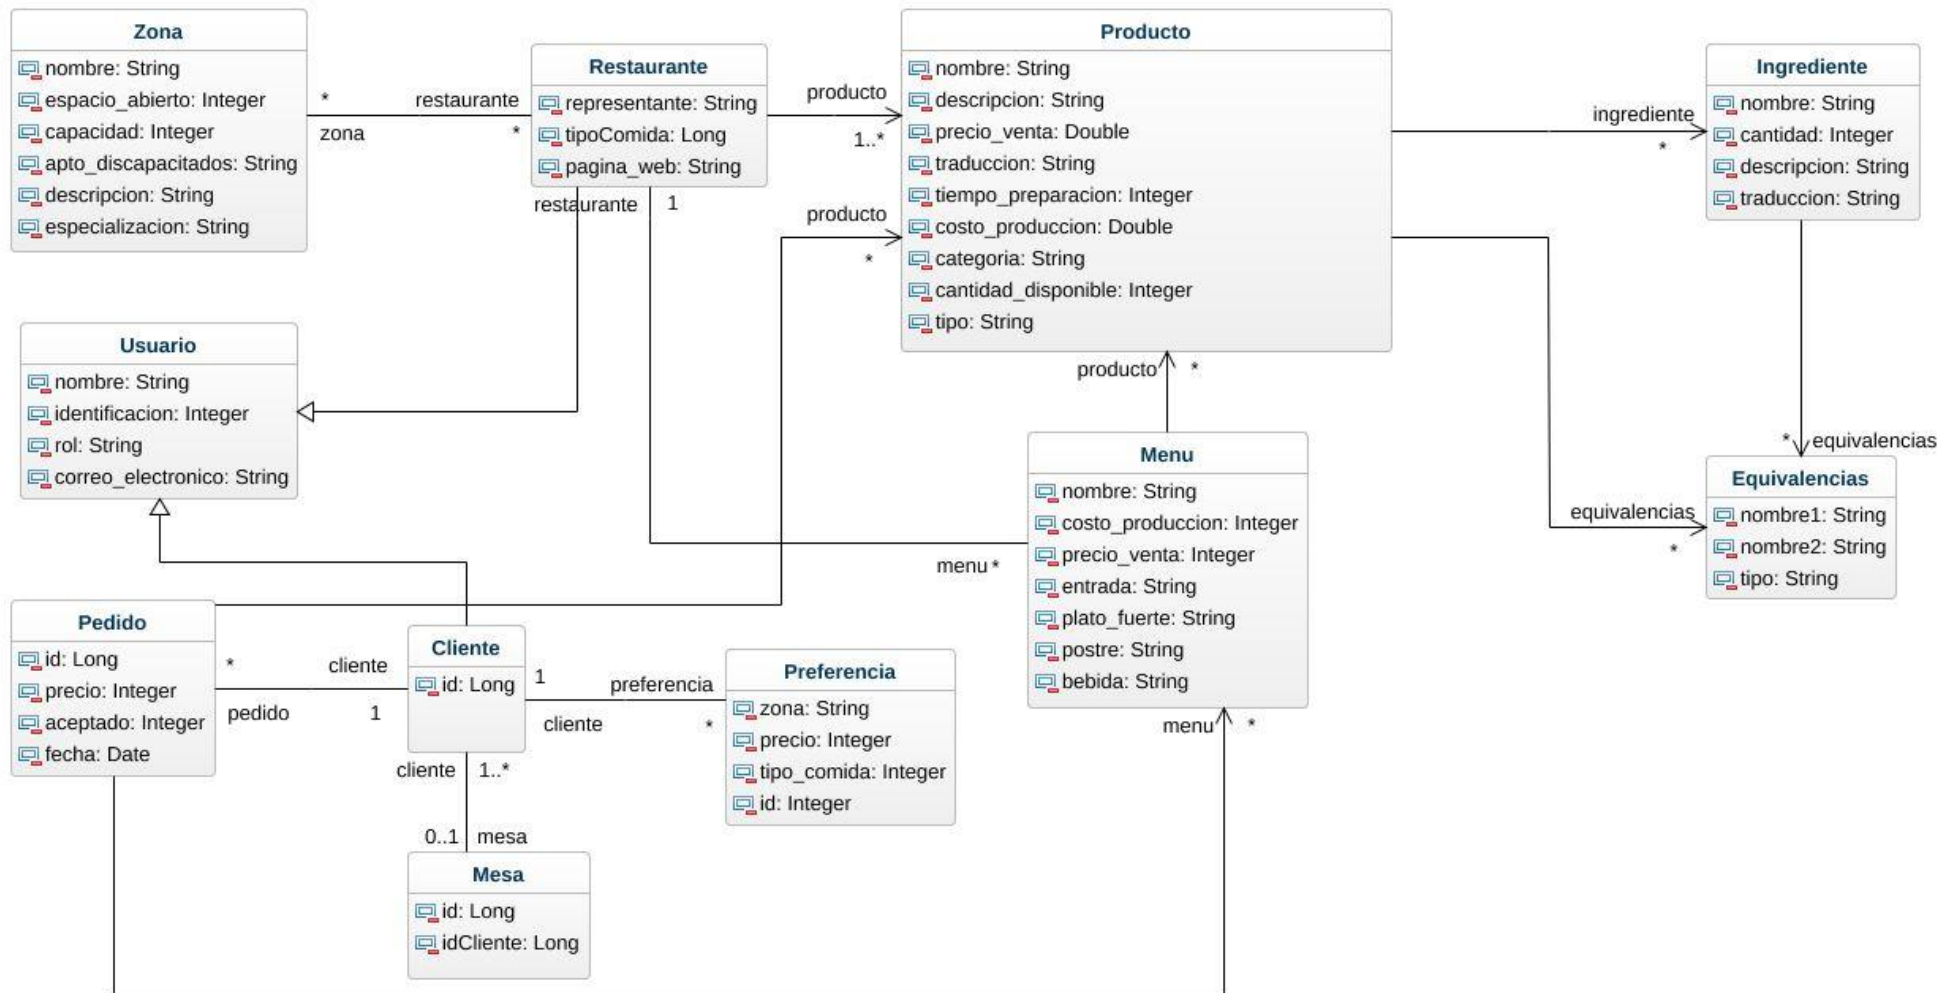 Zona
nombre: String
espacio_abierto: Integer
capacidad: Integer
apto_discapacitados: String
descripcion: String
especializacion: String
*
zona
restaurante
*
Restaurante
representante: String
tipoComida: Long
pagina_web: String
restaurante
1
producto
1..*
producto
*
Producto
nombre: String
descripcion: String
precio_venta: Double
traduccion: String
tiempo_preparacion: Integer
costo_produccion: Double
categoria: String
cantidad_disponible: Integer
tipo: String
producto
*
ingrediente
*
Ingrediente
nombre: String
cantidad: Integer
descripcion: String
traduccion: String
*
equivalencias
equivalencias
*
Equivalencias
nombre1: String
nombre2: String
tipo: String
Usuario
nombre: String
identificacion: Integer
rol: String
correo_electronico: String
Menu
nombre: String
costo_produccion: Integer
precio_venta: Integer
entrada: String
plato_fuerte: String
postre: String
bebida: String
menu *
menu
*
Pedido
id: Long
precio: Integer
aceptado: Integer
fecha: Date
*
pedido
cliente
1
Cliente
id: Long
1
cliente
preferencia
*
Preferencia
zona: String
precio: Integer
tipo_comida: Integer
id: Integer
cliente
1..*
0..1
mesa
Mesa
id: Long
idCliente: Long